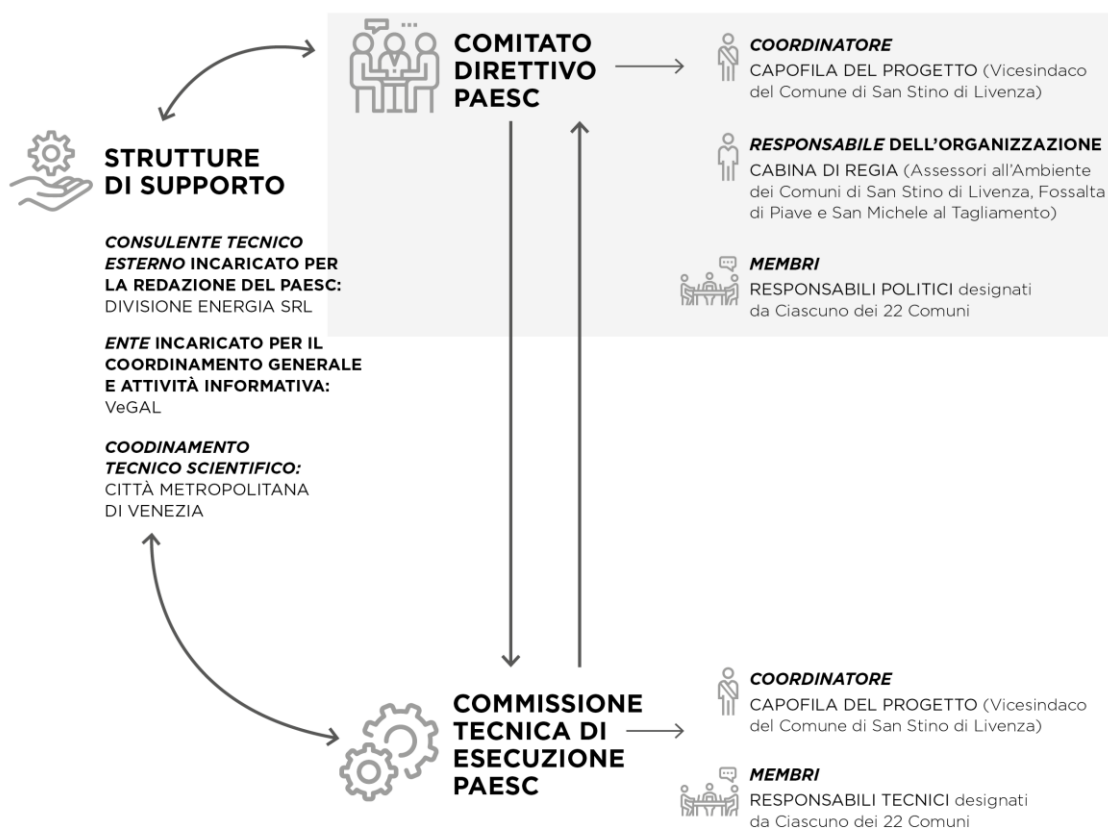 COMITATO
DIRETTIVO
PAESC
COORDINATORE
CAPOFILA DEL PROGETTO (Vicesindaco
del Comune di San Stino di Livenza)
RESPONSABILE DELL'ORGANIZZAZIONE
CABINA DI REGIA (Assessori all'Ambiente
dei Comuni di San Stino di Livenza, Fossalta
di Piave e San Michele al Tagliamento)
MEMBRI
RESPONSABILI POLITICI designati
da Ciascuno dei 22 Comuni
STRUTTURE
DI SUPPORTO
CONSULENTE TECNICO
ESTERNO INCARICATO PER
LA REDAZIONE DEL PAESC:
DIVISIONE ENERGIA SRL
ENTE INCARICATO PER IL
COORDINAMENTO GENERALE
E ATTIVITÀ INFORMATIVA:
VeGAL
COODINAMENTO
TECNICO SCIENTIFICO:
CITTÀ METROPOLITANA
DI VENEZIA
COMMISSIONE
TECNICA DI
ESECUZIONE
PAESC
COORDINATORE
CAPOFILA DEL PROGETTO (Vicesindaco
del Comune di San Stino di Livenza)
MEMBRI
RESPONSABILI TECNICI designati
da Ciascuno dei 22 Comuni